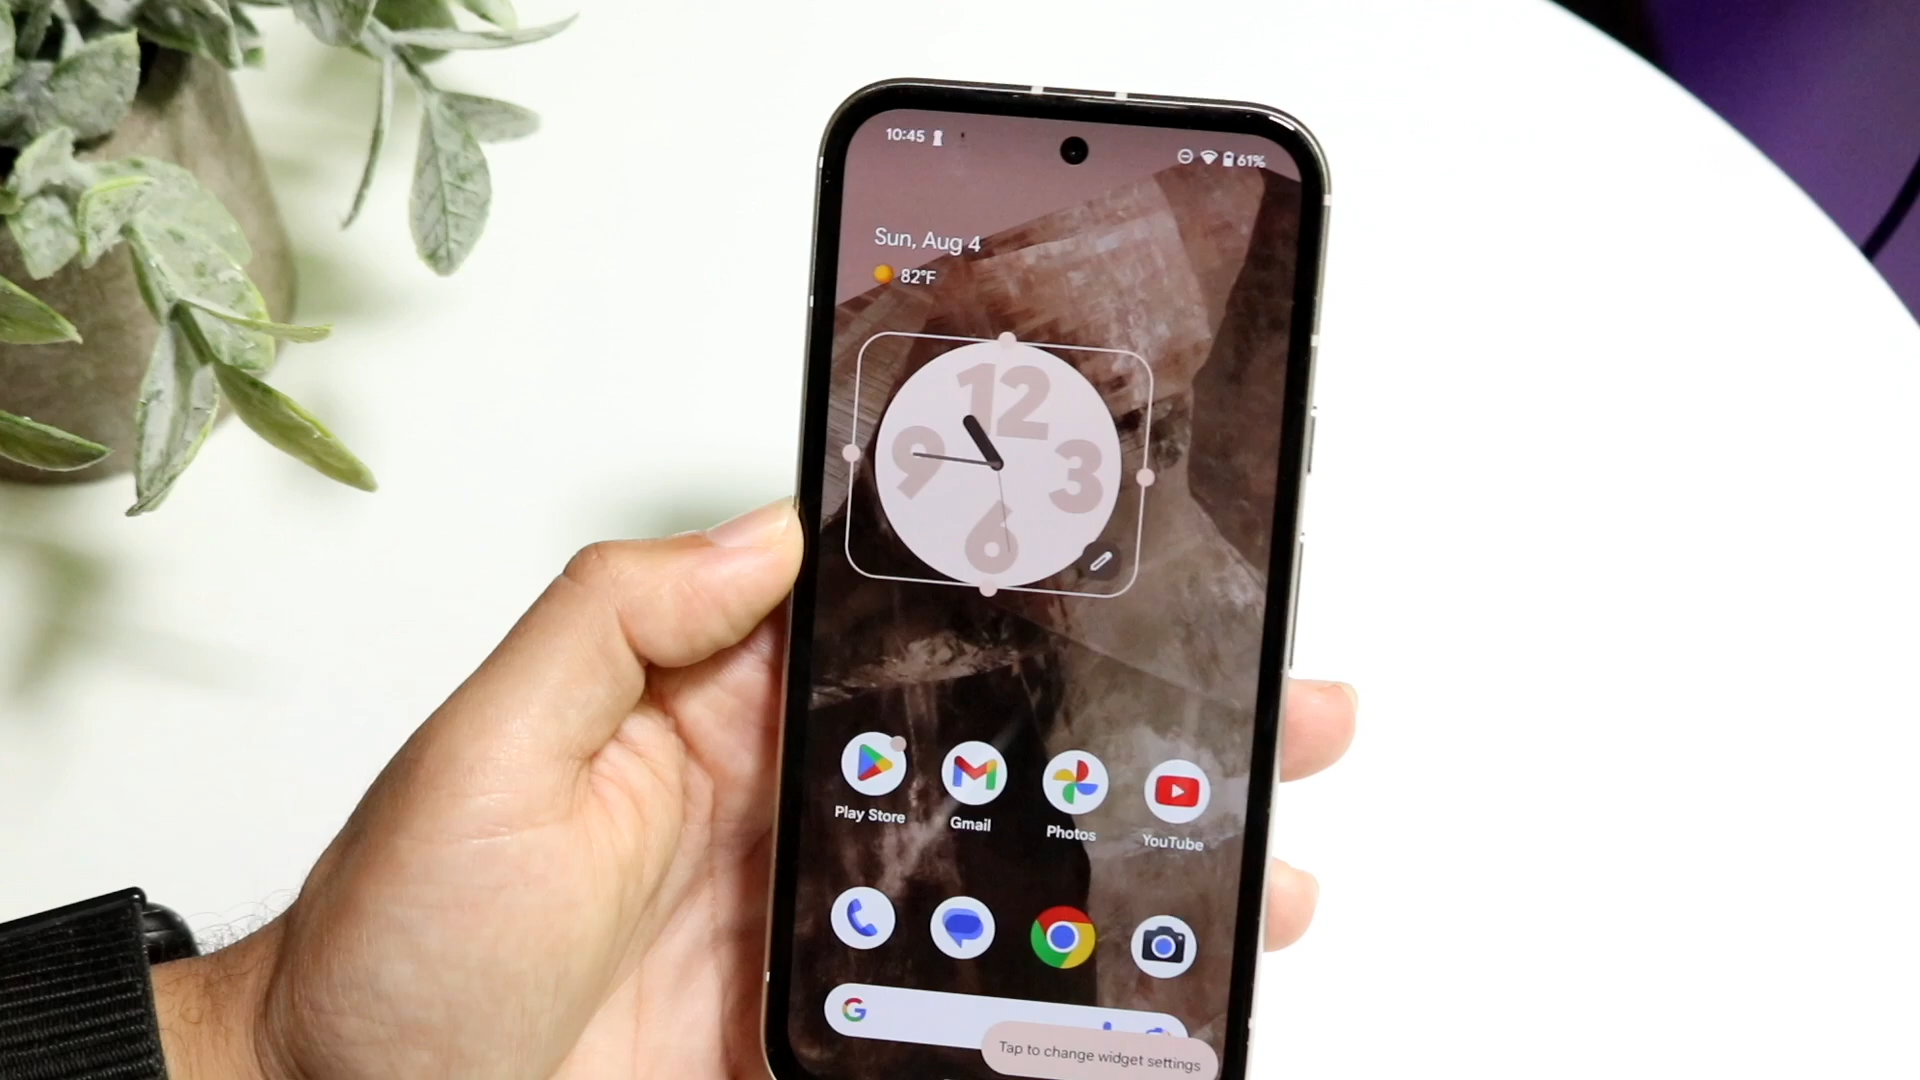 10:45
61%
Sun, Aug 4
82°F
12
9
3
6
Play Store
Gmail
Photos
YouTube
G
Tap to change widget settings